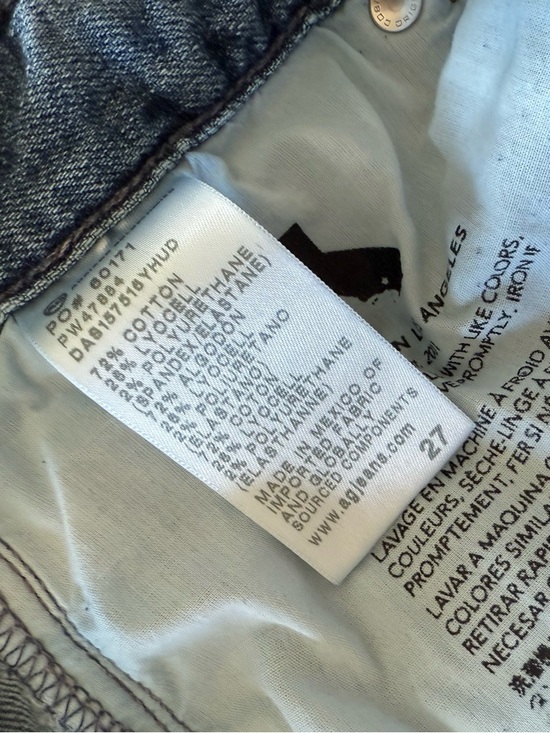 PO# 60171
PW47884
DAS157515YHUD
72% COTTON
26% LYOCELL
2% POLYURETHANE
(SPANDEX/ELASTANE)
72% ALGODON
26% LYOCELL
2% POLIURETANO
(ELASTANO)
72% COTON
26% LYOCELL
2% POLYURETHANE
(ELASTHANNE)
MADE IN MEXICO OF
IMPORTED FABRIC
AND GLOBALLY
SOURCED COMPONENTS
www.agjeans.com 27
ANGELES
WITH LIKE COLORS,
PROMPTLY. IRON IF
LAVAGE EN MACHINE A FROID A
COULEURS, SECHE-LINGE A
PROMPTEMENT, FER SI
LAVAR A MAQUINA
COLORES SIMILA
RETIRAR RAPI
NECESAR